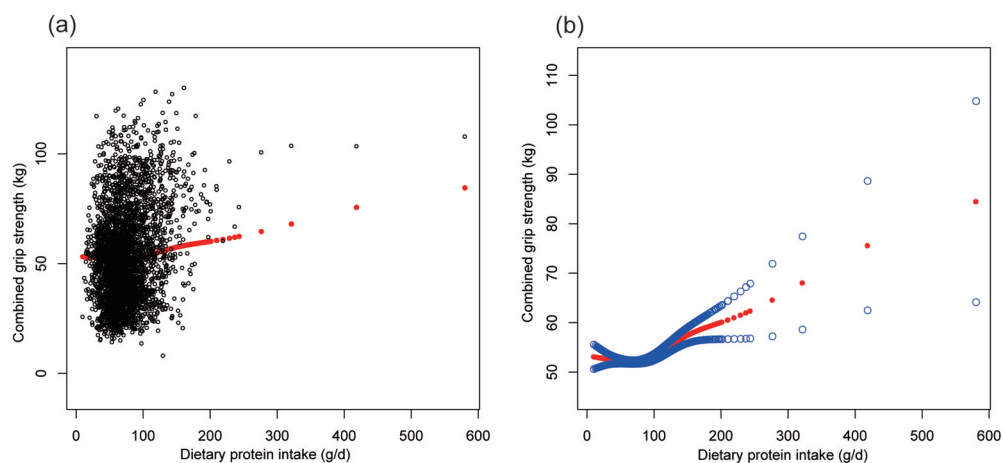 (a)
Combined grip strength (kg)
100
50
0
0 100 200 300 400 500 600
Dietary protein intake (g/d)
(b)
Combined grip strength (kg)
110
100
90
80
70
60
50
0 100 200 300 400 500 600
Dietary protein intake (g/d)